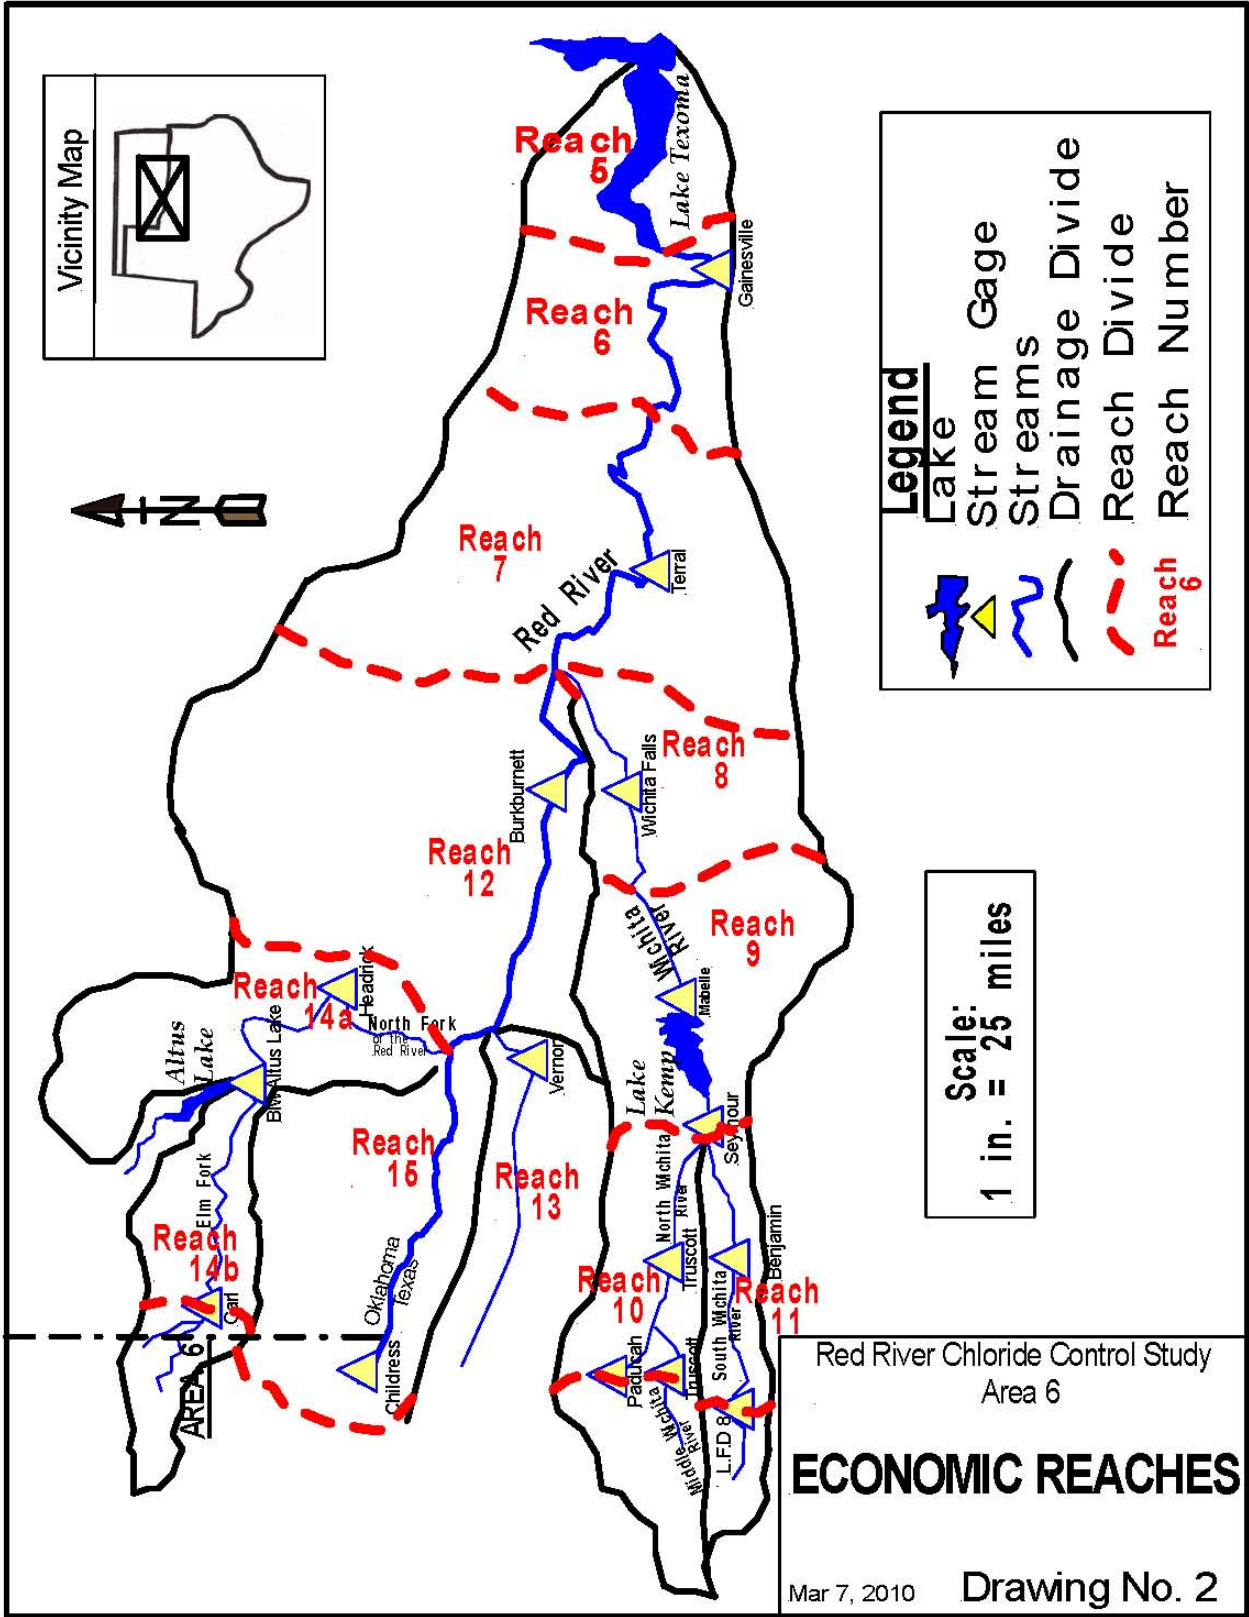 Vicinity Map
N
Lake Texoma
Reach
5
Gainesville
Reach
6
Reach
7
Red River
Terral
Reach
8
Wichita Falls
Burkburnett
Reach
12
Reach
9
Wichita
River
Mabelle
Lake
Kemp
Seymour
Reach
14a
Headrick
North Fork
of the
Red River
Altus
Lake
Blw Altus Lake
Vernon
Reach
15
Reach
13
Elm Fork
Reach
14b
Carl
AREA 6
Oklahoma
Texas
Childress
North Wichita
River
Truscott
Reach
10
Paducah
Truscott
Middle Wichita
River
South Wichita
River
Benjamin
Reach
11
L.F.D 8
Legend
Lake
Stream Gage
Streams
Drainage Divide
Reach Divide
Reach
6
Reach Number
Scale:
1 in. = 25 miles
Red River Chloride Control Study
Area 6
ECONOMIC REACHES
Mar 7, 2010
Drawing No. 2